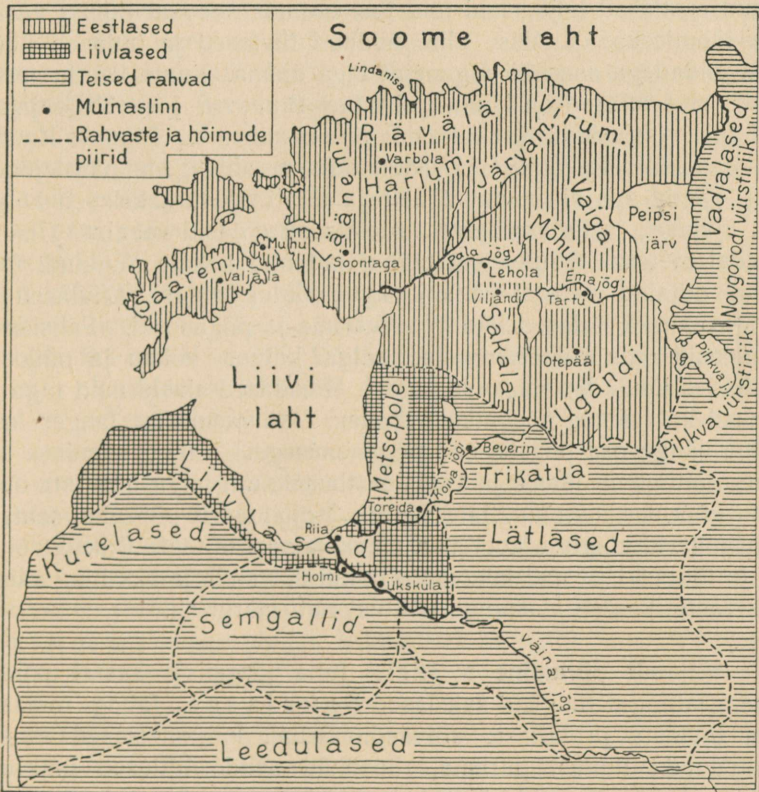 Eestlased
Liivlased
Teised rahvad
Muinaslinn
Rahvaste ja hõimude
piirid
Soome laht
Lindanisa
Rävälä
Virum.
Varbola
Harjum.
Järvam.
Läänem.
Vaiga
Vadjalased
Novgorodi vürstiriik
Peipsi
järv
Mõhu
Muhu
Soontaga
Pala jõgi
Lehola
Emajõgi
Saarem.
Valjala
Viljandi
Tartu
Sakala
Otepää
Ugandi
Pihkva j.
Pihkva vürstiriik
Liivi
laht
Metsepole
Koiva jõgi
Beverin
Trikatua
Toreida
Liivlased
Riia
Lätlased
Kurelased
Holmi
Üksküla
Semgallid
Väina jõgi
Leedulased